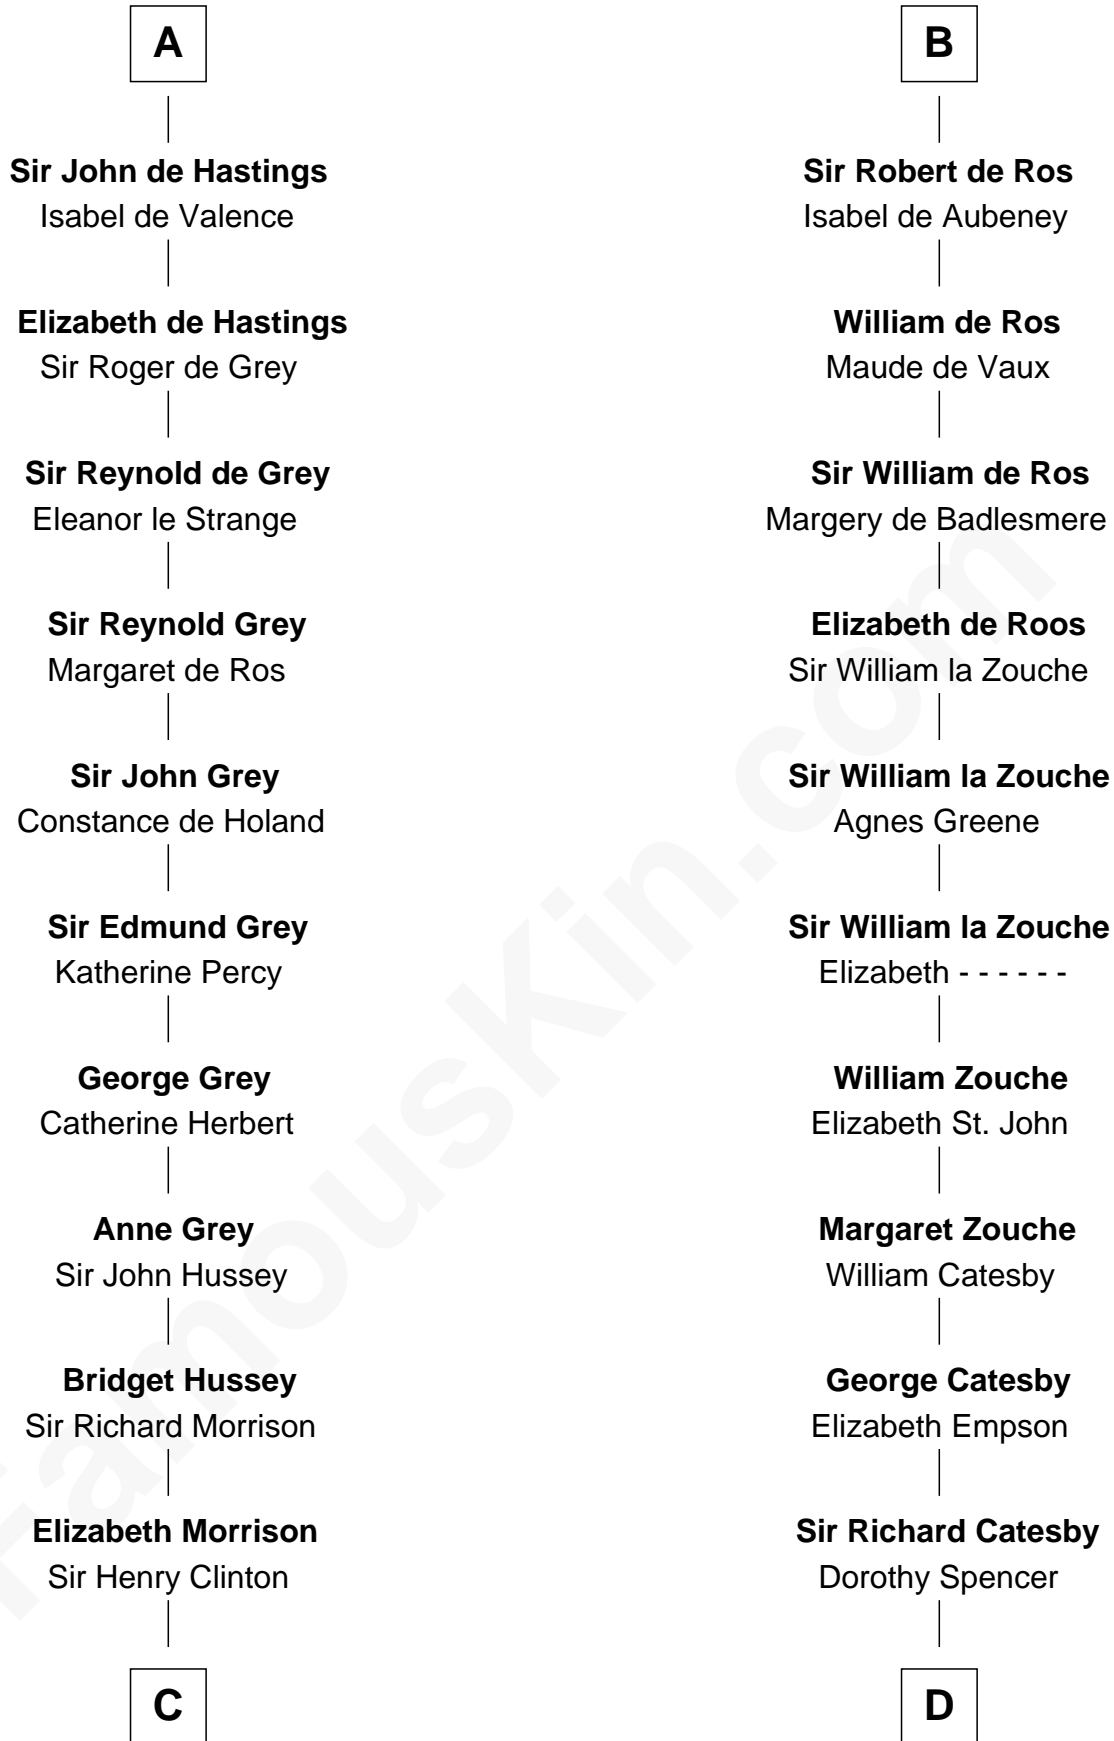 A
Sir John de Hastings
Isabel de Valence
Elizabeth de Hastings
Sir Roger de Grey
Sir Reynold de Grey
Eleanor le Strange
Sir Reynold Grey
Margaret de Ros
Sir John Grey
Constance de Holand
Sir Edmund Grey
Katherine Percy
George Grey
Catherine Herbert
Anne Grey
Sir John Hussey
Bridget Hussey
Sir Richard Morrison
Elizabeth Morrison
Sir Henry Clinton
C
B
Sir Robert de Ros
Isabel de Aubeney
William de Ros
Maude de Vaux
Sir William de Ros
Margery de Badlesmere
Elizabeth de Roos
Sir William la Zouche
Sir William la Zouche
Agnes Greene
Sir William la Zouche
Elizabeth - - - - - -
William Zouche
Elizabeth St. John
Margaret Zouche
William Catesby
George Catesby
Elizabeth Empson
Sir Richard Catesby
Dorothy Spencer
D
FamousKin.com